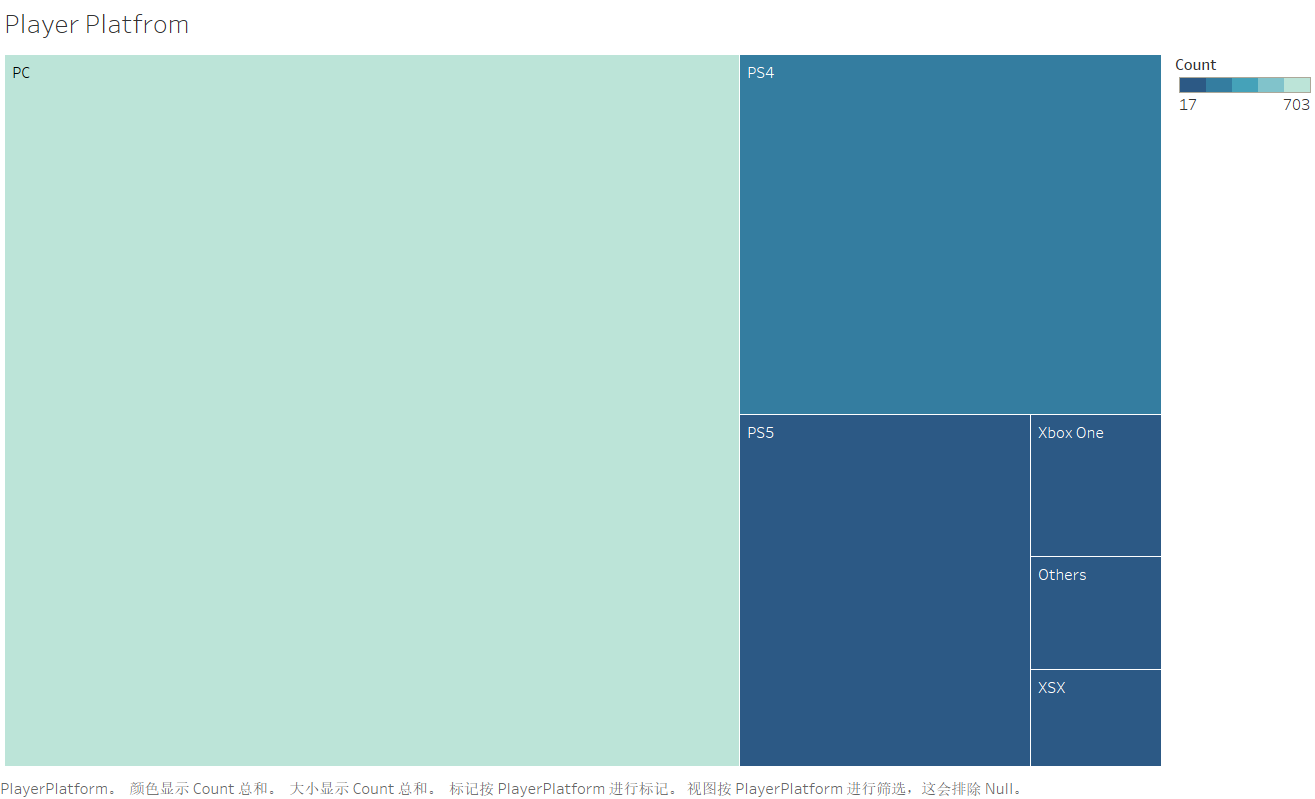 Player Platfrom
PC
PS4
Count
17 703
PS5
Xbox One
Others
XSX
PlayerPlatform。 颜色显示 Count 总和。 大小显示 Count 总和。 标记按 PlayerPlatform 进行标记。 视图按 PlayerPlatform 进行筛选，这会排除 Null。